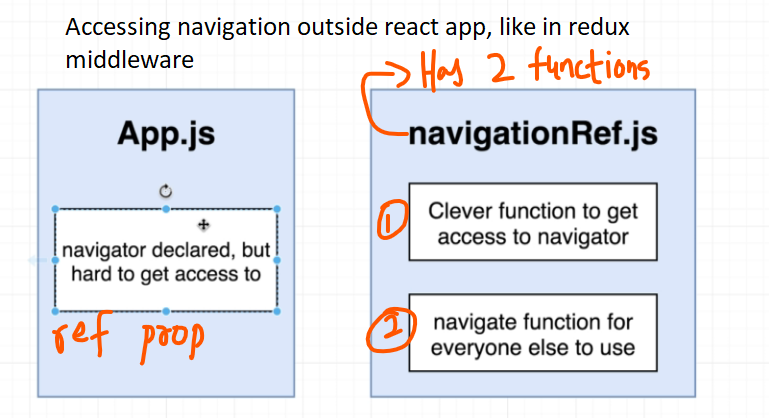 Accessing navigation outside react app, like in redux
middleware
Has 2 functions
App.js
navigator declared, but
hard to get access to
ref prop
navigationRef.js
1
Clever function to get
access to navigator
2
navigate function for
everyone else to use